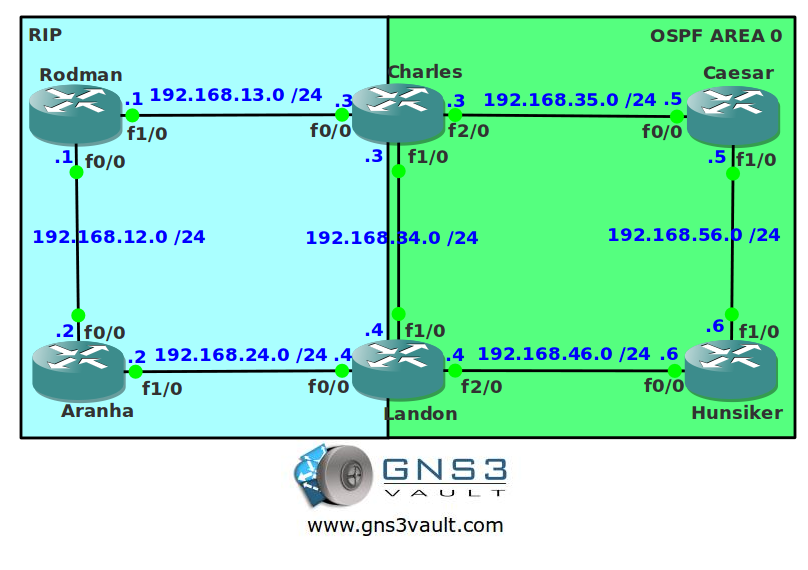 RIP
OSPF AREA 0
Rodman
Charles
Caesar
.1 192.168.13.0 /24 .3
.3 192.168.35.0 /24 .5
f1/0
f0/0
f2/0
f0/0
.1 f0/0
.3 f1/0
.5 f1/0
192.168.12.0 /24
192.168.34.0 /24
192.168.56.0 /24
.2 f0/0
.4 f1/0
.6 f1/0
.2 192.168.24.0 /24 .4
.4 192.168.46.0 /24 .6
f1/0
f0/0
f2/0
f0/0
Aranha
Landon
Hunsiker
GNS3
VAULT
www.gns3vault.com